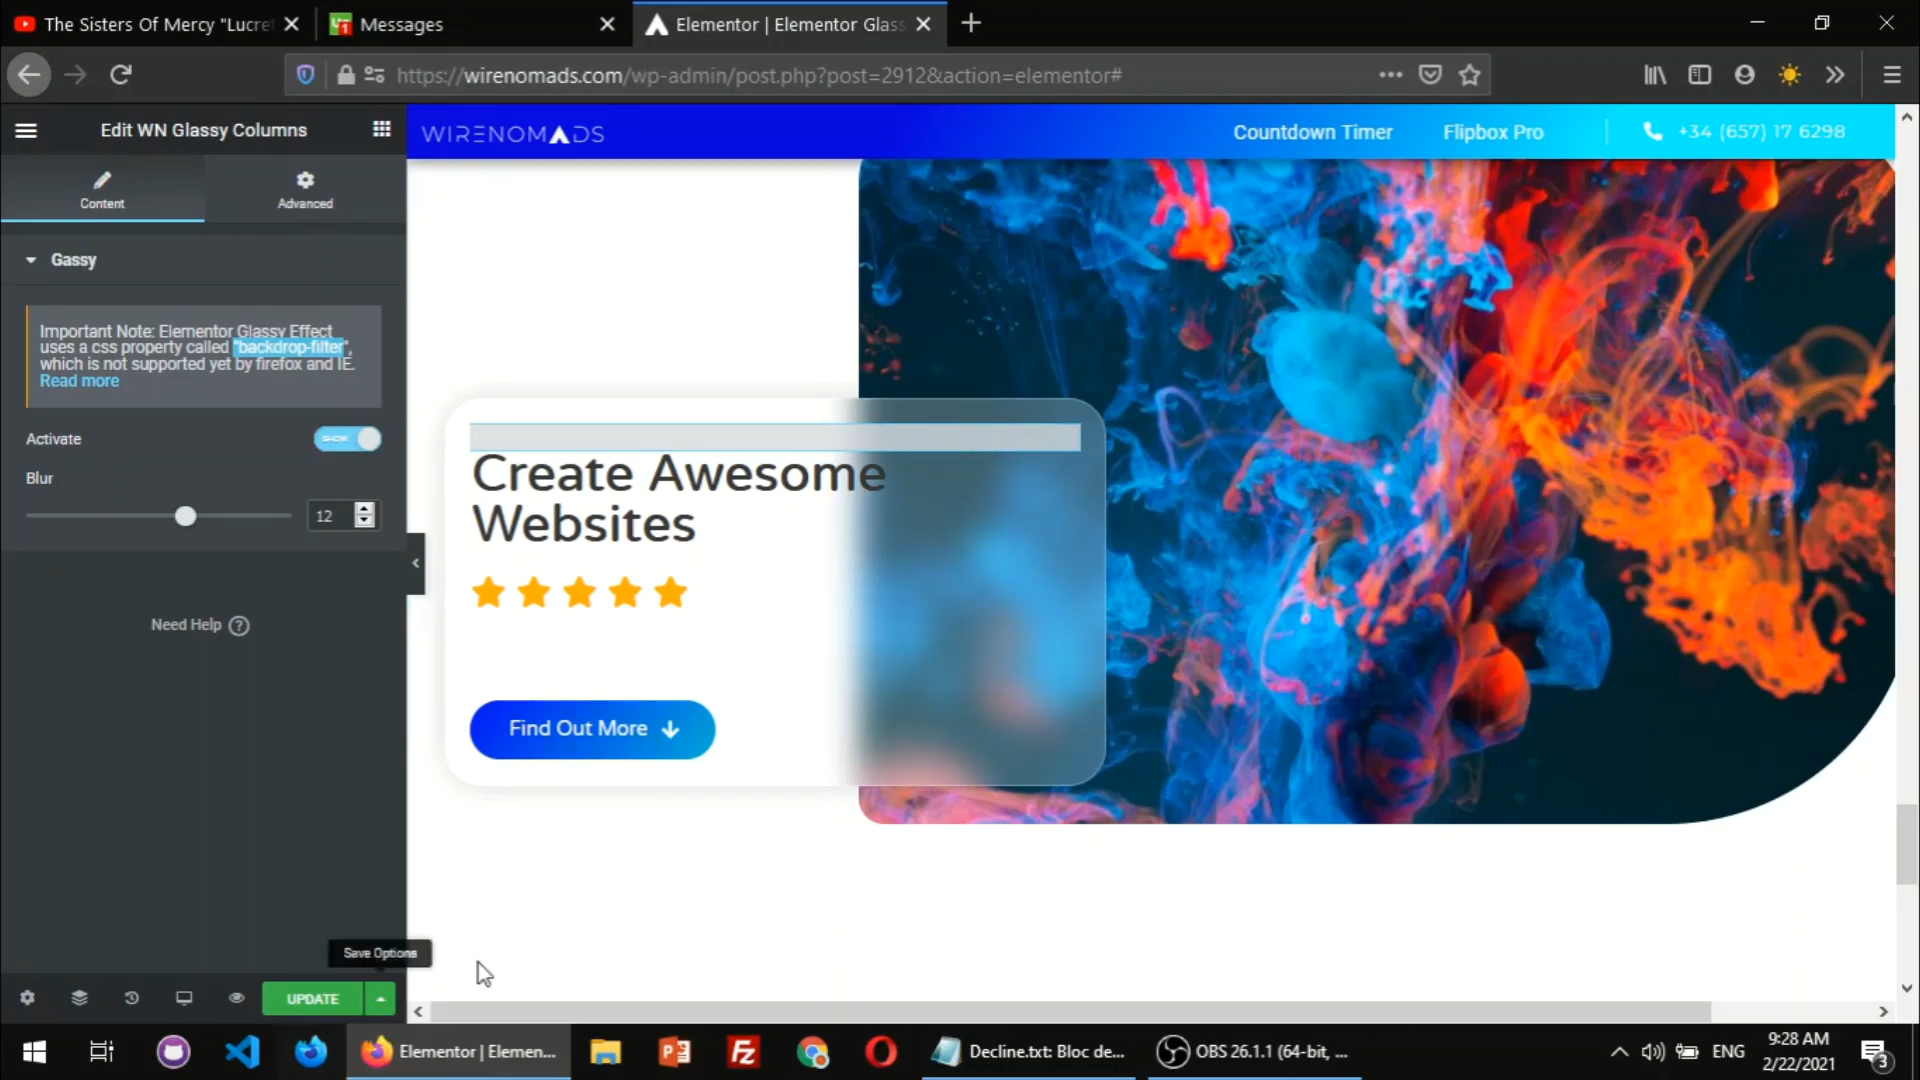 The Sisters Of Mercy "Lucret
Messages
Elementor | Elementor Glass
https://wirenomads.com/wp-admin/post.php?post=2912&action=elementor#
Edit WN Glassy Columns
WIRENOMADS
Countdown Timer
Flipbox Pro
+34 (657) 17 6298
Content
Advanced
Gassy
Important Note: Elementor Glassy Effect
uses a css property called "backdrop-filter",
which is not supported yet by firefox and IE.
Read more
Activate
SHOW
Blur
12
Need Help ?
Create Awesome
Websites
Find Out More
Save Options
UPDATE
Elementor | Elemen...
Decline.txt: Bloc de...
OBS 26.1.1 (64-bit, ...
ENG
9:28 AM
2/22/2021
3